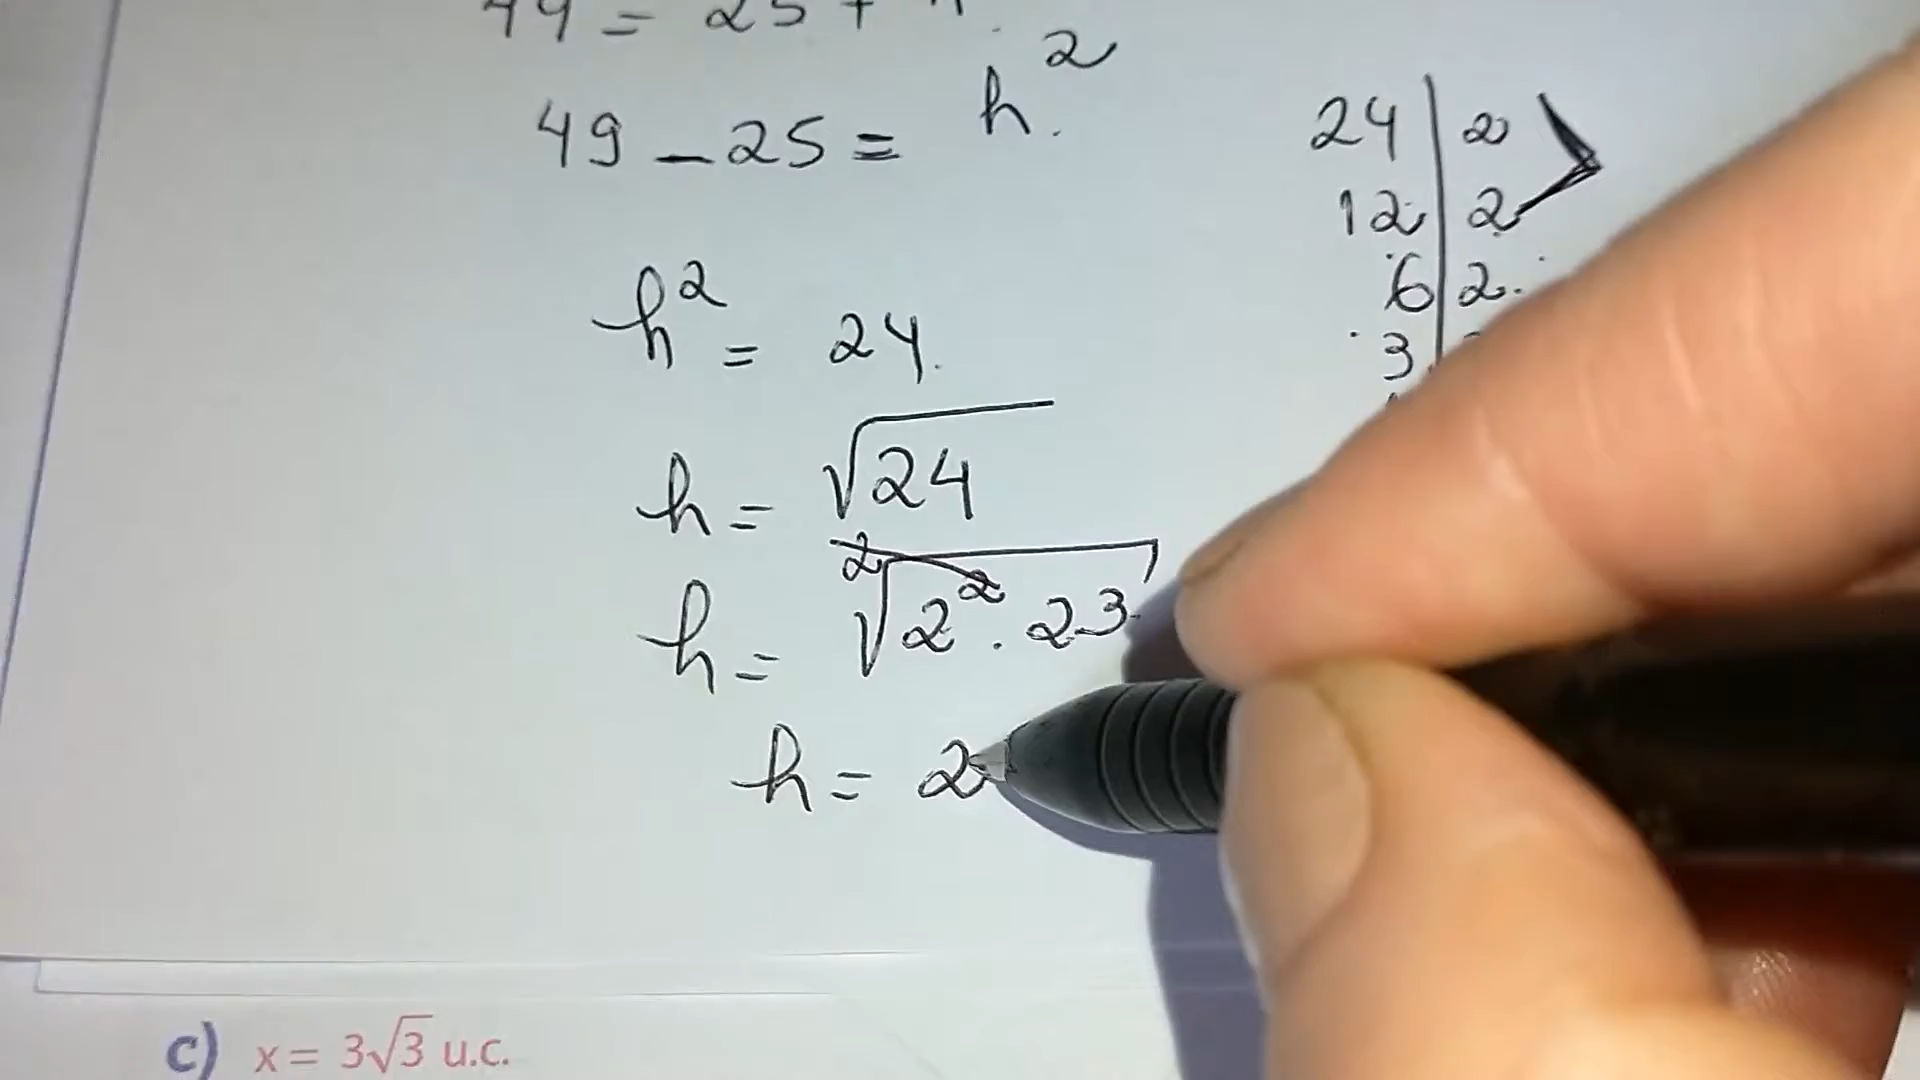 49 = 25 +
49 - 25 = h².
h² = 24.
h = √24
h = ²√2² . 2 3.
h = 2
24 | 2
12 | 2
6 | 2.
3
c) x = 3√3 u.c.